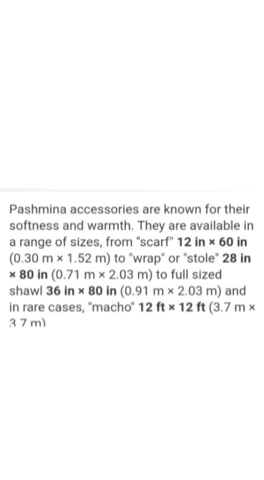 Pashmina accessories are known for their
softness and warmth. They are available in
a range of sizes, from "scarf" 12 in × 60 in
(0.30 m × 1.52 m) to "wrap" or "stole" 28 in
× 80 in (0.71 m × 2.03 m) to full sized
shawl 36 in × 80 in (0.91 m × 2.03 m) and
in rare cases, "macho" 12 ft × 12 ft (3.7 m ×
3.7 m)